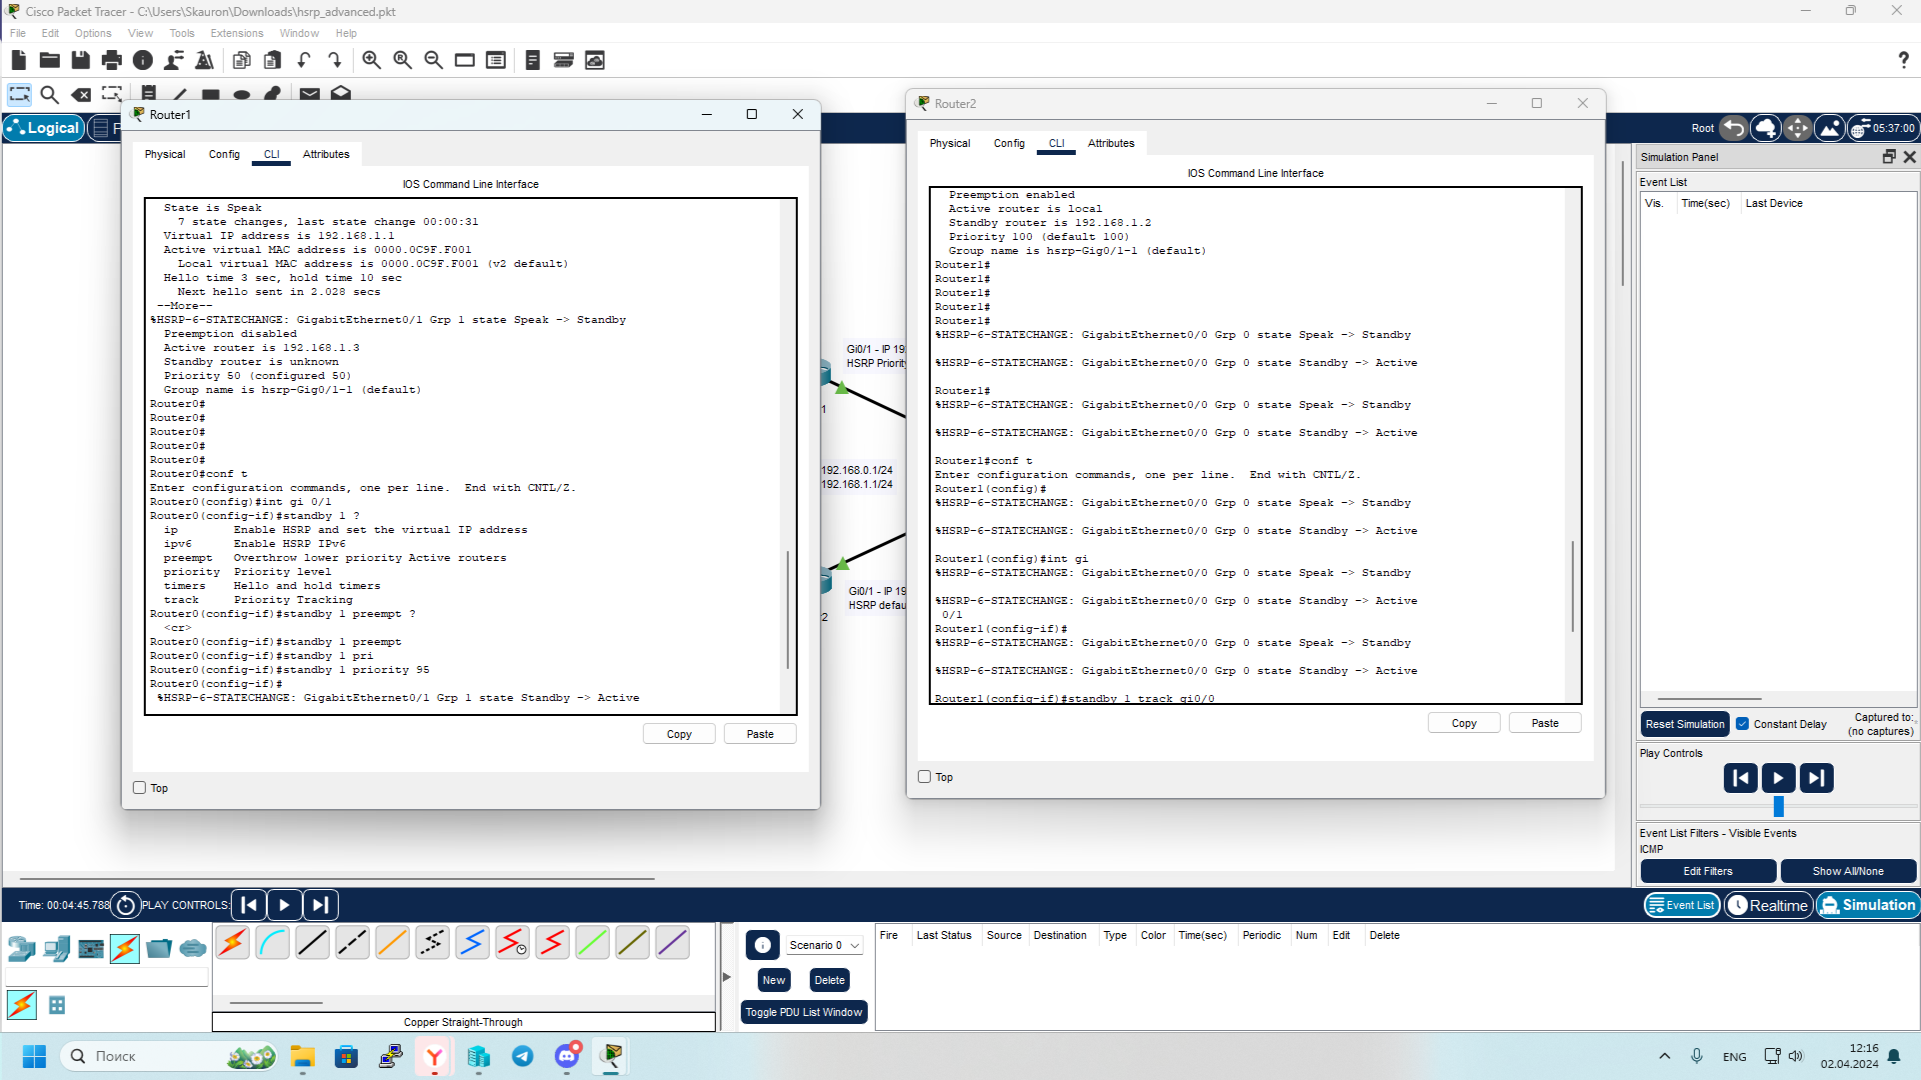 Cisco Packet Tracer - C:\Users\Skauron\Downloads\hsrp_advanced.pkt
File Edit Options View Tools Extensions Window Help
Logical
Root
05:37:00
Router1
Physical Config CLI Attributes
IOS Command Line Interface
State is Speak
7 state changes, last state change 00:00:31
Virtual IP address is 192.168.1.1
Active virtual MAC address is 0000.0C9F.F001
Local virtual MAC address is 0000.0C9F.F001 (v2 default)
Hello time 3 sec, hold time 10 sec
Next hello sent in 2.028 secs
--More--
%HSRP-6-STATECHANGE: GigabitEthernet0/1 Grp 1 state Speak -> Standby
Preemption disabled
Active router is 192.168.1.3
Standby router is unknown
Priority 50 (configured 50)
Group name is hsrp-Gig0/1-1 (default)
Router0#
Router0#
Router0#
Router0#
Router0#
Router0#conf t
Enter configuration commands, one per line.  End with CNTL/Z.
Router0(config)#int gi 0/1
Router0(config-if)#standby 1 ?
ip Enable HSRP and set the virtual IP address
ipv6 Enable HSRP IPv6
preempt Overthrow lower priority Active routers
priority Priority level
timers Hello and hold timers
track Priority Tracking
Router0(config-if)#standby 1 preempt ?
<cr>
Router0(config-if)#standby 1 preempt
Router0(config-if)#standby 1 pri
Router0(config-if)#standby 1 priority 95
Router0(config-if)#
%HSRP-6-STATECHANGE: GigabitEthernet0/1 Grp 1 state Standby -> Active
Copy Paste
Top
Gi0/1 - IP 19
HSRP Priority
1
192.168.0.1/24
192.168.1.1/24
Gi0/1 - IP 19
HSRP defau
2
Router2
Physical Config CLI Attributes
IOS Command Line Interface
Preemption enabled
Active router is local
Standby router is 192.168.1.2
Priority 100 (default 100)
Group name is hsrp-Gig0/1-1 (default)
Router1#
Router1#
Router1#
Router1#
Router1#
%HSRP-6-STATECHANGE: GigabitEthernet0/0 Grp 0 state Speak -> Standby
%HSRP-6-STATECHANGE: GigabitEthernet0/0 Grp 0 state Standby -> Active
Router1#
%HSRP-6-STATECHANGE: GigabitEthernet0/0 Grp 0 state Speak -> Standby
%HSRP-6-STATECHANGE: GigabitEthernet0/0 Grp 0 state Standby -> Active
Router1#conf t
Enter configuration commands, one per line.  End with CNTL/Z.
Router1(config)#
%HSRP-6-STATECHANGE: GigabitEthernet0/0 Grp 0 state Speak -> Standby
%HSRP-6-STATECHANGE: GigabitEthernet0/0 Grp 0 state Standby -> Active
Router1(config)#int gi
%HSRP-6-STATECHANGE: GigabitEthernet0/0 Grp 0 state Speak -> Standby
%HSRP-6-STATECHANGE: GigabitEthernet0/0 Grp 0 state Standby -> Active
0/1
Router1(config-if)#
%HSRP-6-STATECHANGE: GigabitEthernet0/0 Grp 0 state Speak -> Standby
%HSRP-6-STATECHANGE: GigabitEthernet0/0 Grp 0 state Standby -> Active
Router1(config-if)#standby 1 track gi0/0
Copy Paste
Top
Simulation Panel
Event List
Vis. Time(sec) Last Device
Reset Simulation Constant Delay Captured to:
(no captures)
Play Controls
Event List Filters - Visible Events
ICMP
Edit Filters Show All/None
Time: 00:04:45.788 PLAY CONTROLS:
Event List Realtime Simulation
Scenario 0
New Delete
Toggle PDU List Window
Fire Last Status Source Destination Type Color Time(sec) Periodic Num Edit Delete
Copper Straight-Through
Поиск
ENG
12:16
02.04.2024